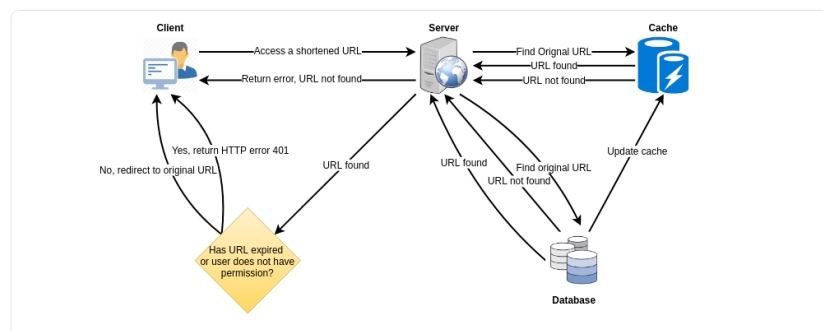 Client
Server
Cache
Access a shortened URL
Find Orignal URL
URL found
Return error, URL not found
URL not found
Yes, return HTTP error 401
No, redirect to original URL
URL found
URL found
Find original URL
URL not found
Update cache
Has URL expired
or user does not have
permission?
Database